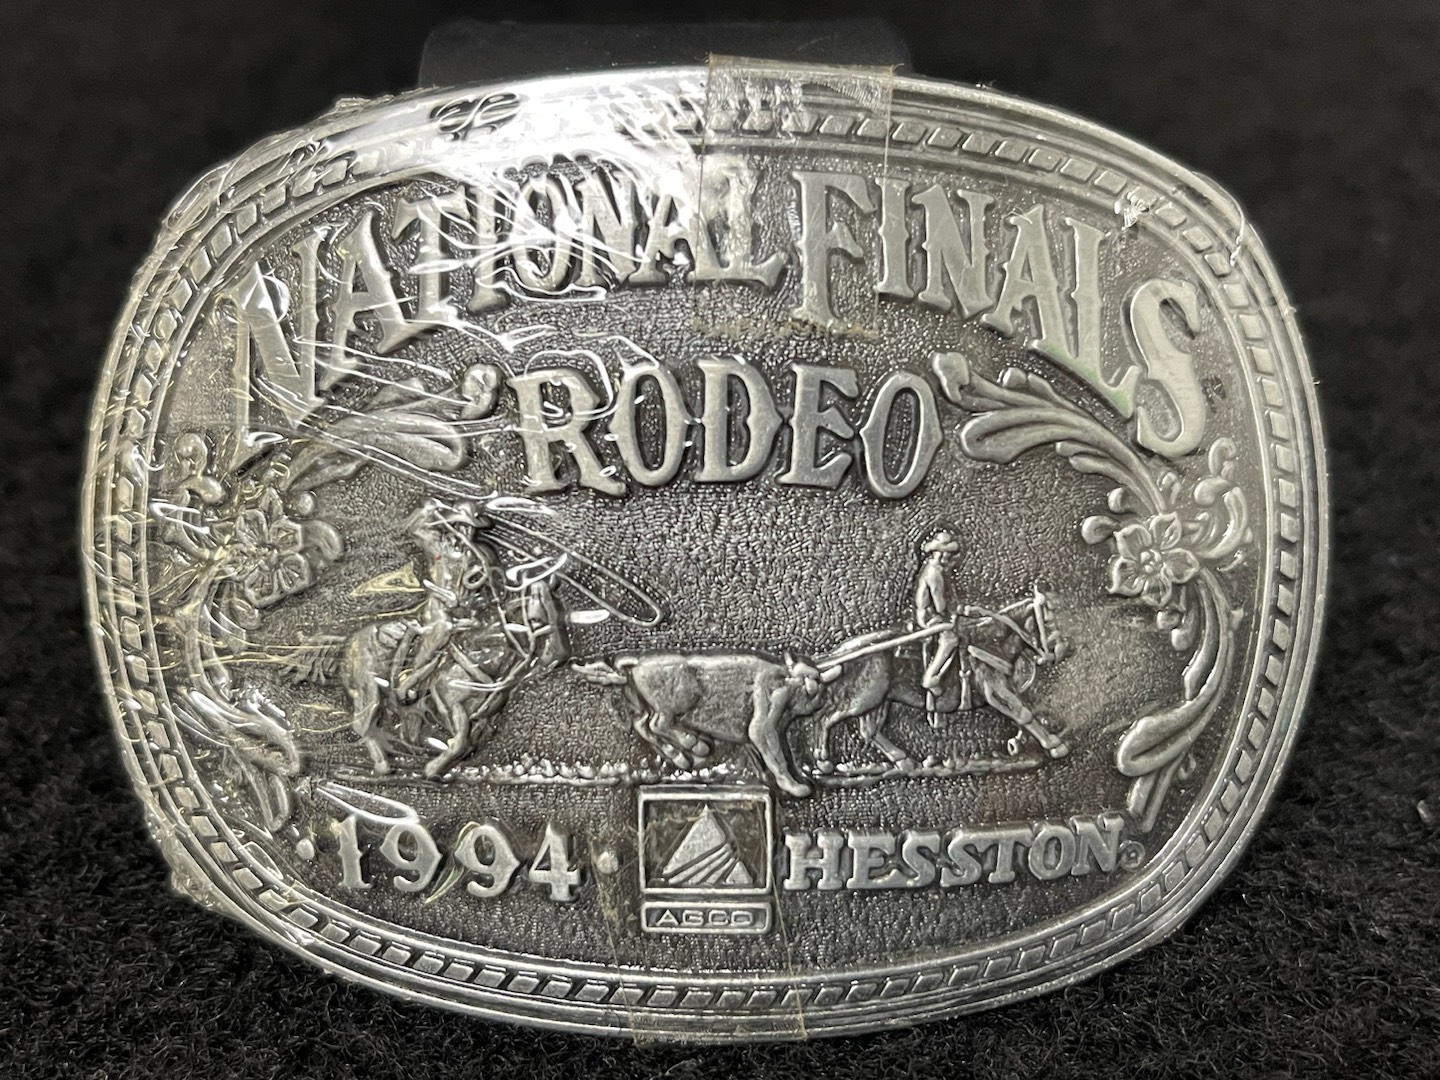 NATIONAL FINALS
RODEO
·1994· HESSTON®
AGCO